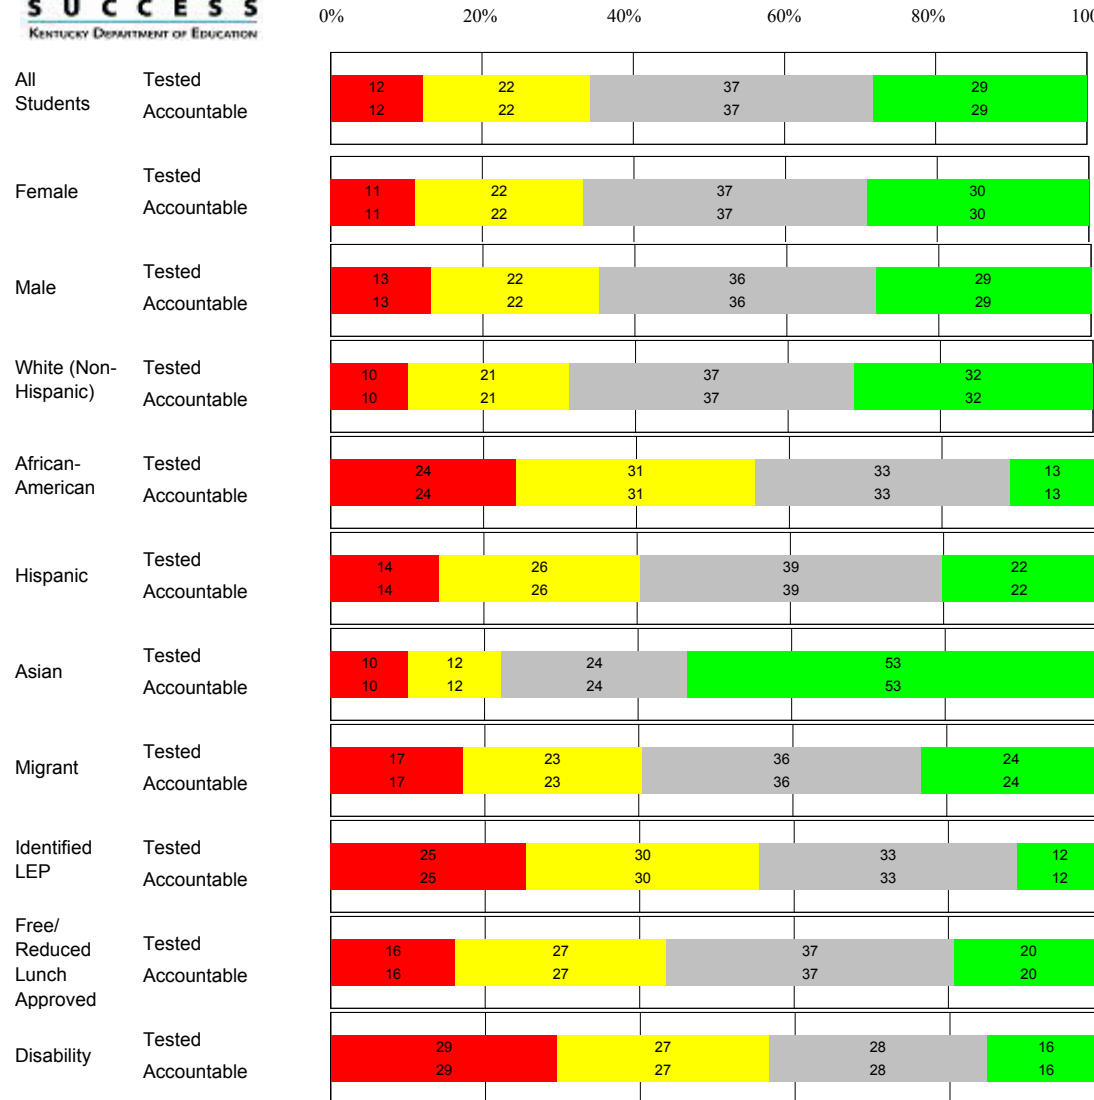 SUCCESS
KENTUCKY DEPARTMENT OF EDUCATION
0% 20% 40% 60% 80% 100
All Students
Tested 12 22 37 29
Accountable 12 22 37 29
Female
Tested 11 22 37 30
Accountable 11 22 37 30
Male
Tested 13 22 36 29
Accountable 13 22 36 29
White (Non-
Hispanic)
Tested 10 21 37 32
Accountable 10 21 37 32
African-
American
Tested 24 31 33 13
Accountable 24 31 33 13
Hispanic
Tested 14 26 39 22
Accountable 14 26 39 22
Asian
Tested 10 12 24 53
Accountable 10 12 24 53
Migrant
Tested 17 23 36 24
Accountable 17 23 36 24
Identified
LEP
Tested 25 30 33 12
Accountable 25 30 33 12
Free/
Reduced
Lunch
Approved
Tested 16 27 37 20
Accountable 16 27 37 20
Disability
Tested 29 27 28 16
Accountable 29 27 28 16